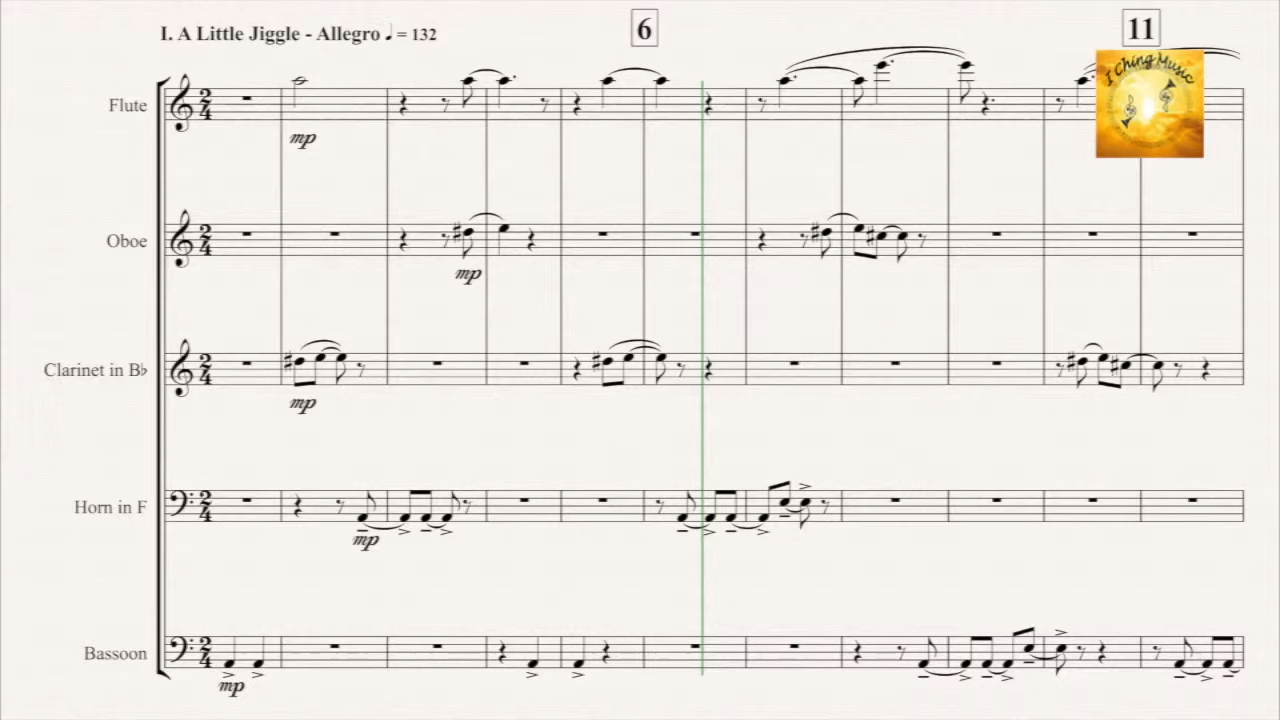 I. A Little Jiggle - Allegro ♩ = 132
6
11
I Ching Music
Flute
mp
Oboe
mp
Clarinet in B♭
mp
Horn in F
mp
Bassoon
mp